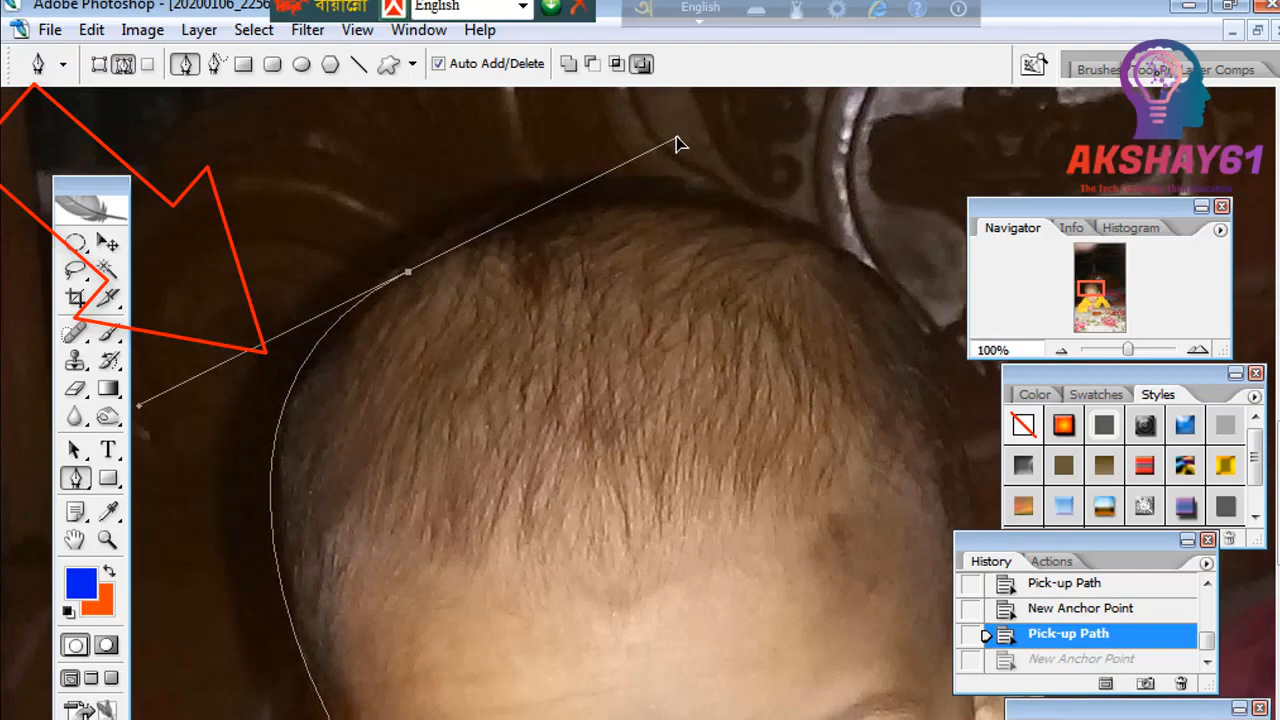 Adobe Photoshop - [20200106_2256
বায়ান্নো
English
English
File Edit Image Layer Select Filter View Window Help
Auto Add/Delete
Brushes Layer Comps
AKSHAY61
Navigator Info Histogram
100%
Color Swatches Styles
T
History Actions
Pick-up Path
New Anchor Point
Pick-up Path
New Anchor Point